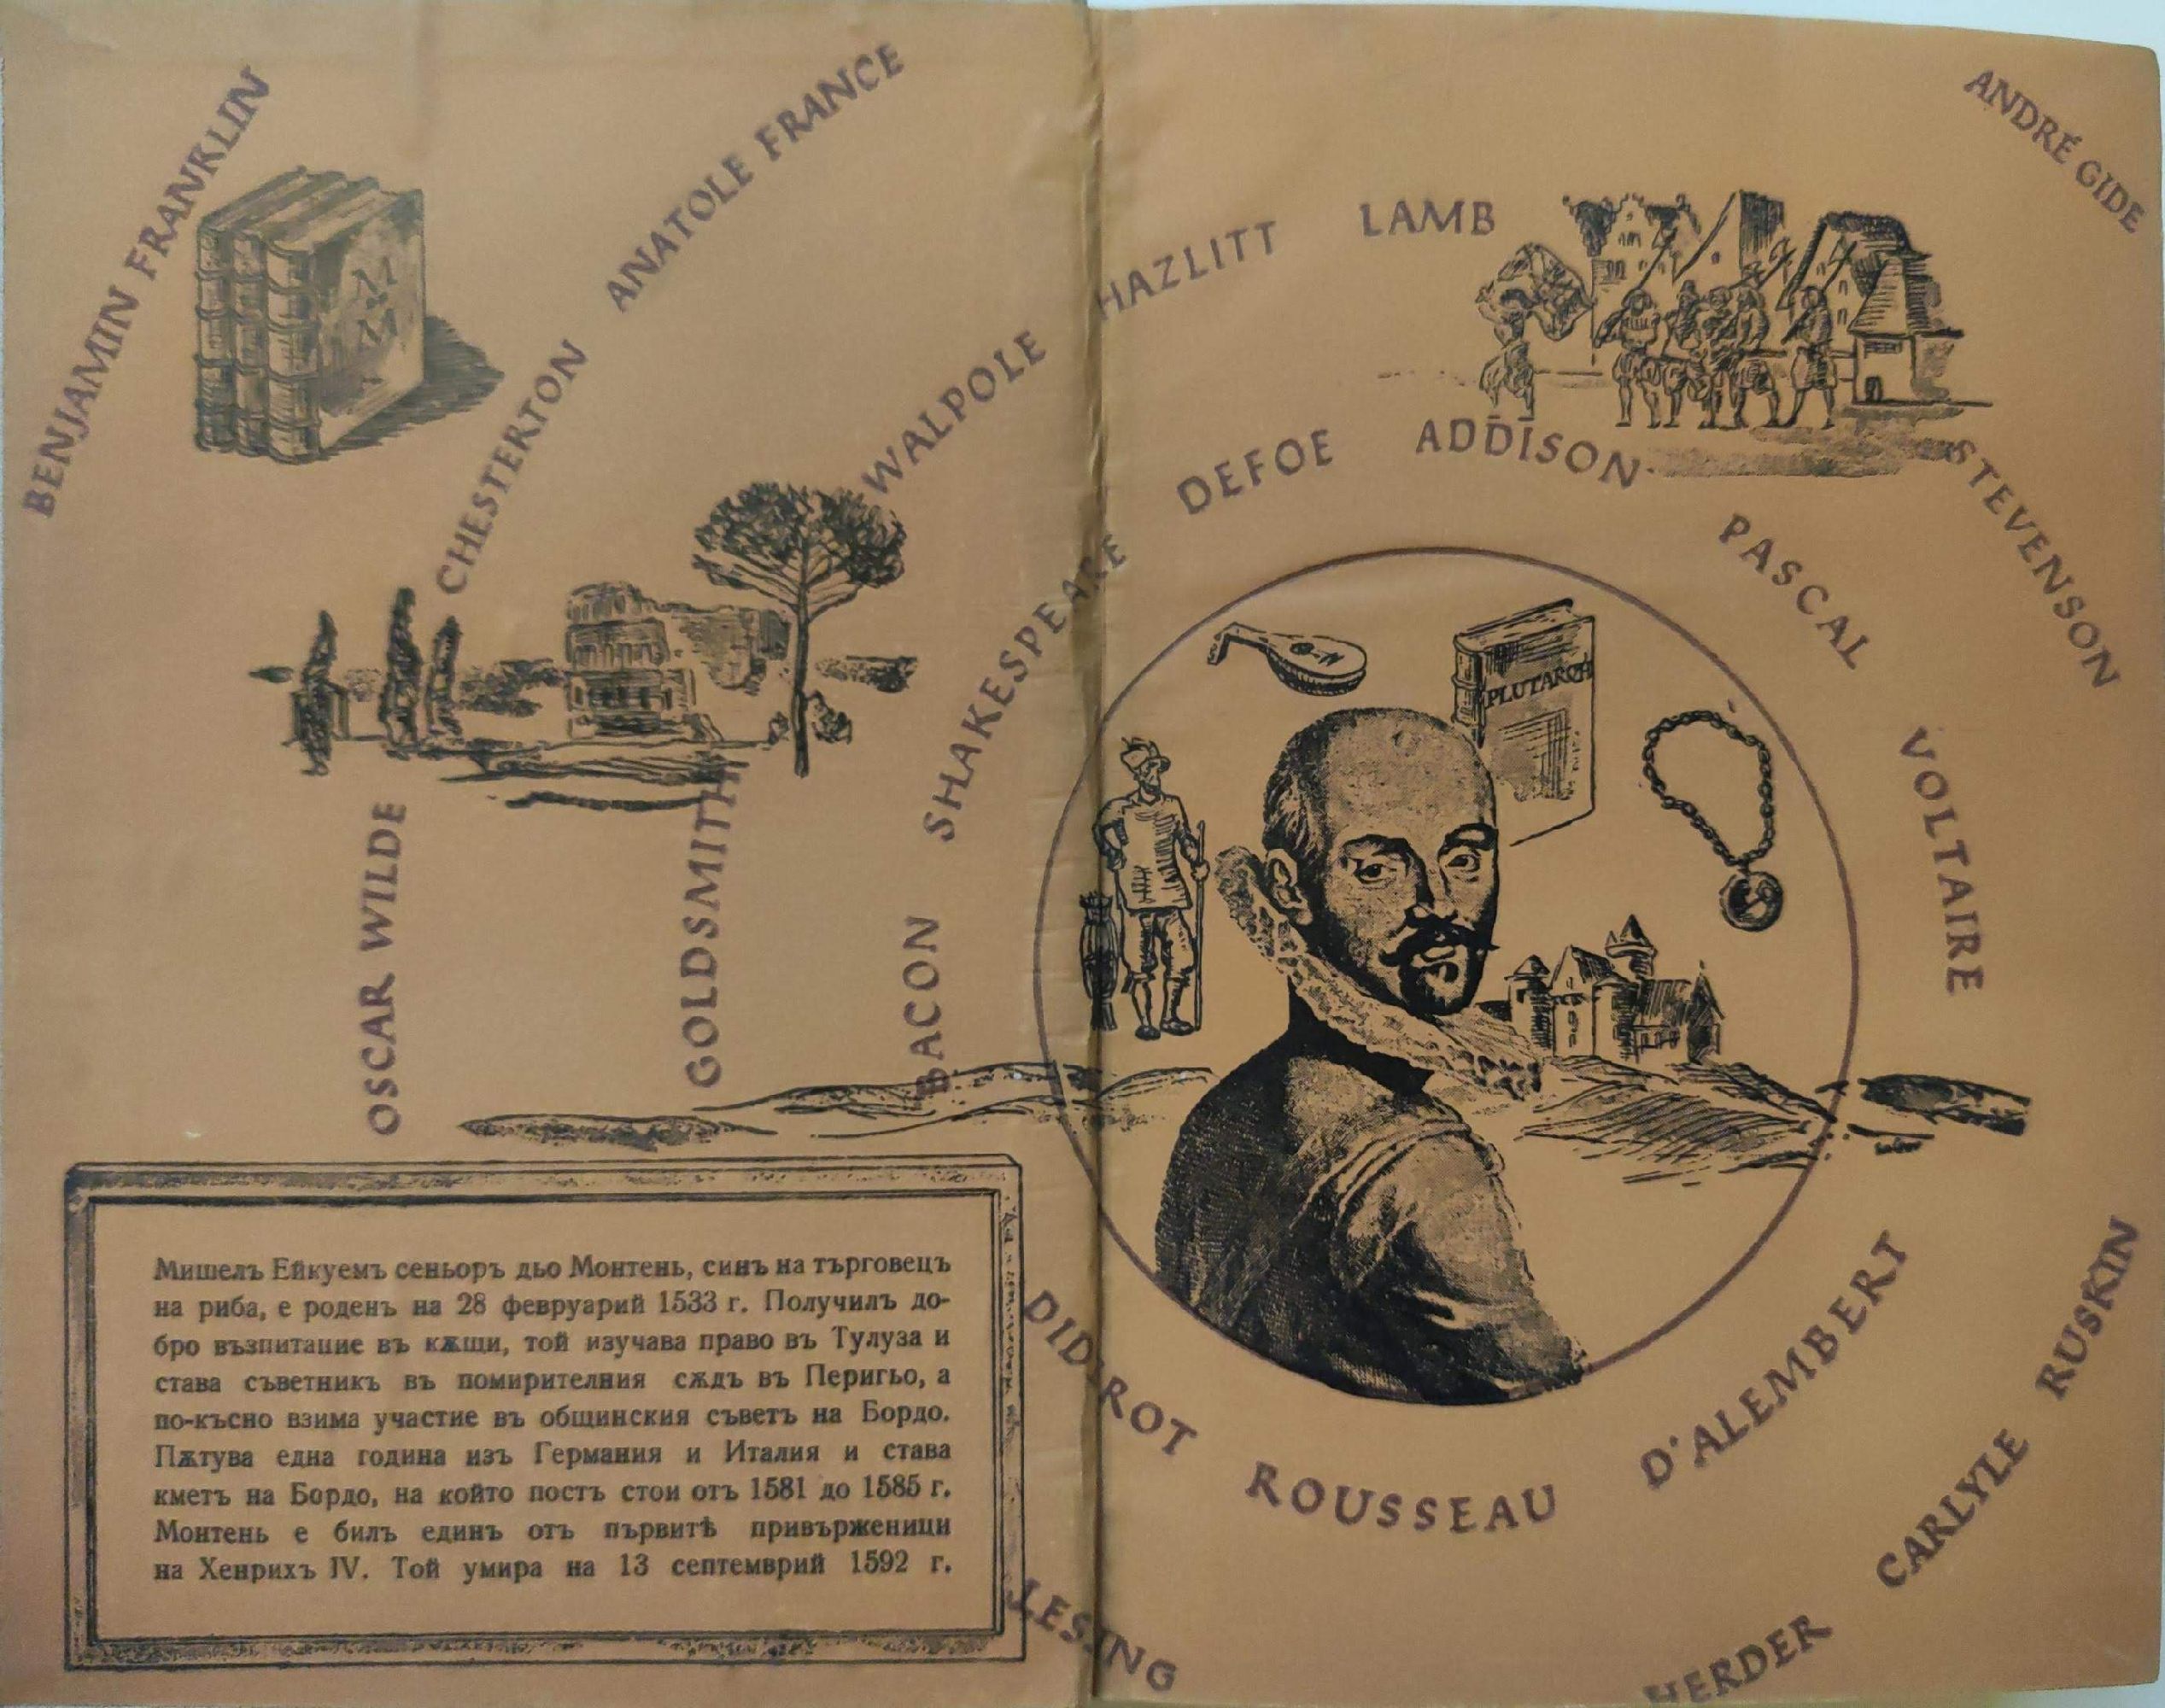 BENJAMIN FRANKLIN
ANATOLE FRANCE
ANDRÉ GIDE
M
M
CHESTERTON
WALPOLE
HAZLITT
LAMB
STEVENSON
SHAKESPEARE
DEFOE
ADDISON
PASCAL
PLUTARCH
VOLTAIRE
OSCAR WILDE
GOLDSMITH
BACON
Мишелъ Ейкуемъ сеньоръ дьо Монтень, синъ на търговецъ
на риба, е роденъ на 28 февруарий 1533 г. Получилъ до-
бро възпитание въ кѫщи, той изучава право въ Тулуза и
става съветникъ въ помирителния сѫдъ въ Перигьо, а
по-късно взима участие въ общинския съветъ на Бордо.
Пѫтува една година изъ Германия и Италия и става
кметъ на Бордо, на който постъ стои отъ 1581 до 1585 г.
Монтень е билъ единъ отъ първитѣ привърженици
на Хенрихъ IV. Той умира на 13 септемврий 1592 г.
DIDIROT
ROUSSEAU
D'ALEMBERT
RUSKIN
CARLYLE
LESING
HERDER